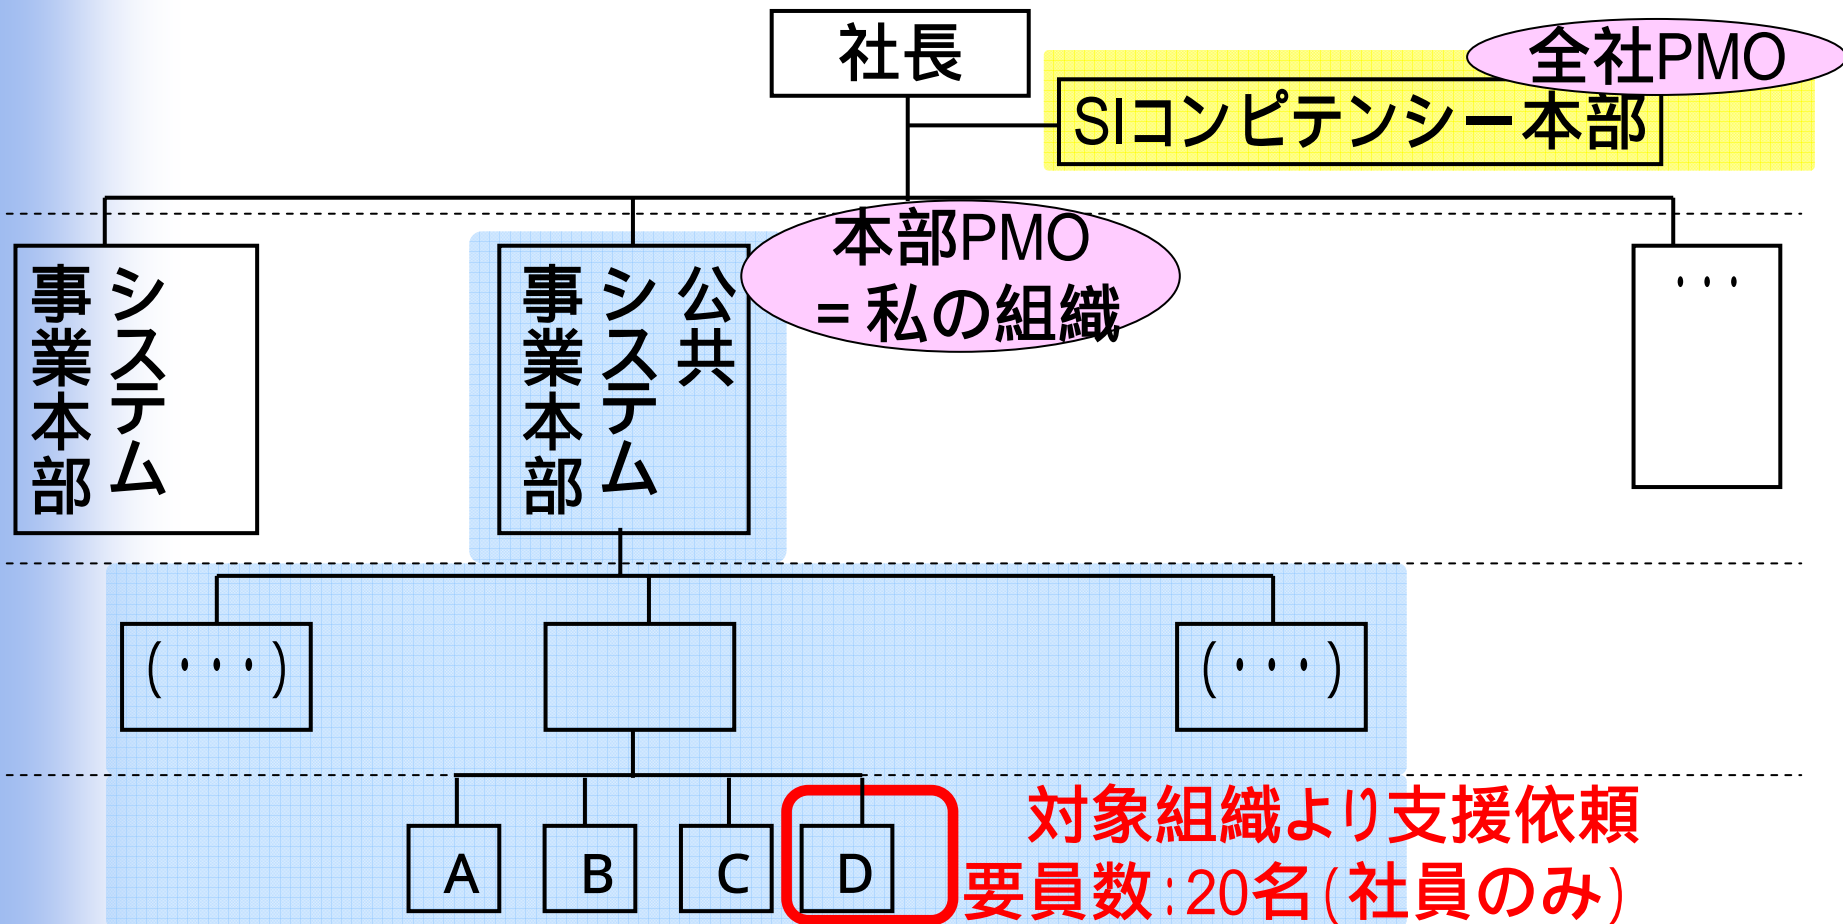 社長
全社PMO
SIコンピテンシー本部
本部PMO
= 私の組織
システム
事業本部
公共
システム
事業本部
・・・
(・・・)
(・・・)
A
B
C
D
対象組織より支援依頼
要員数:20名(社員のみ)